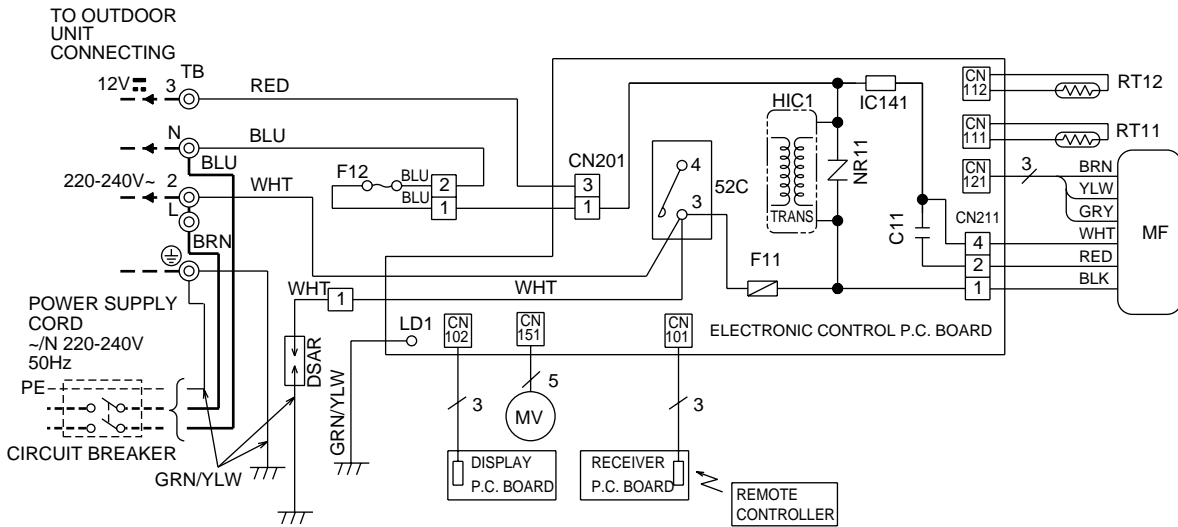 TO OUTDOOR
UNIT
CONNECTING
12V
3
TB
RED
N
BLU
BLU
220-240V~
2
WHT
L
BRN
F12
BLU
BLU
2
1
CN201
3
1
4
3
52C
HIC1
TRANS
NR11
IC141
C11
F11
CN
112
RT12
CN
111
RT11
CN
121
3
BRN
YLW
GRY
WHT
RED
BLK
MF
CN211
4
2
1
POWER SUPPLY
CORD
~/N 220-240V
50Hz
PE
CIRCUIT BREAKER
GRN/YLW
WHT
1
WHT
DSAR
GRN/YLW
LD1
CN
102
CN
151
CN
101
ELECTRONIC CONTROL P.C. BOARD
3
5
3
MV
DISPLAY
P.C. BOARD
RECEIVER
P.C. BOARD
REMOTE
CONTROLLER